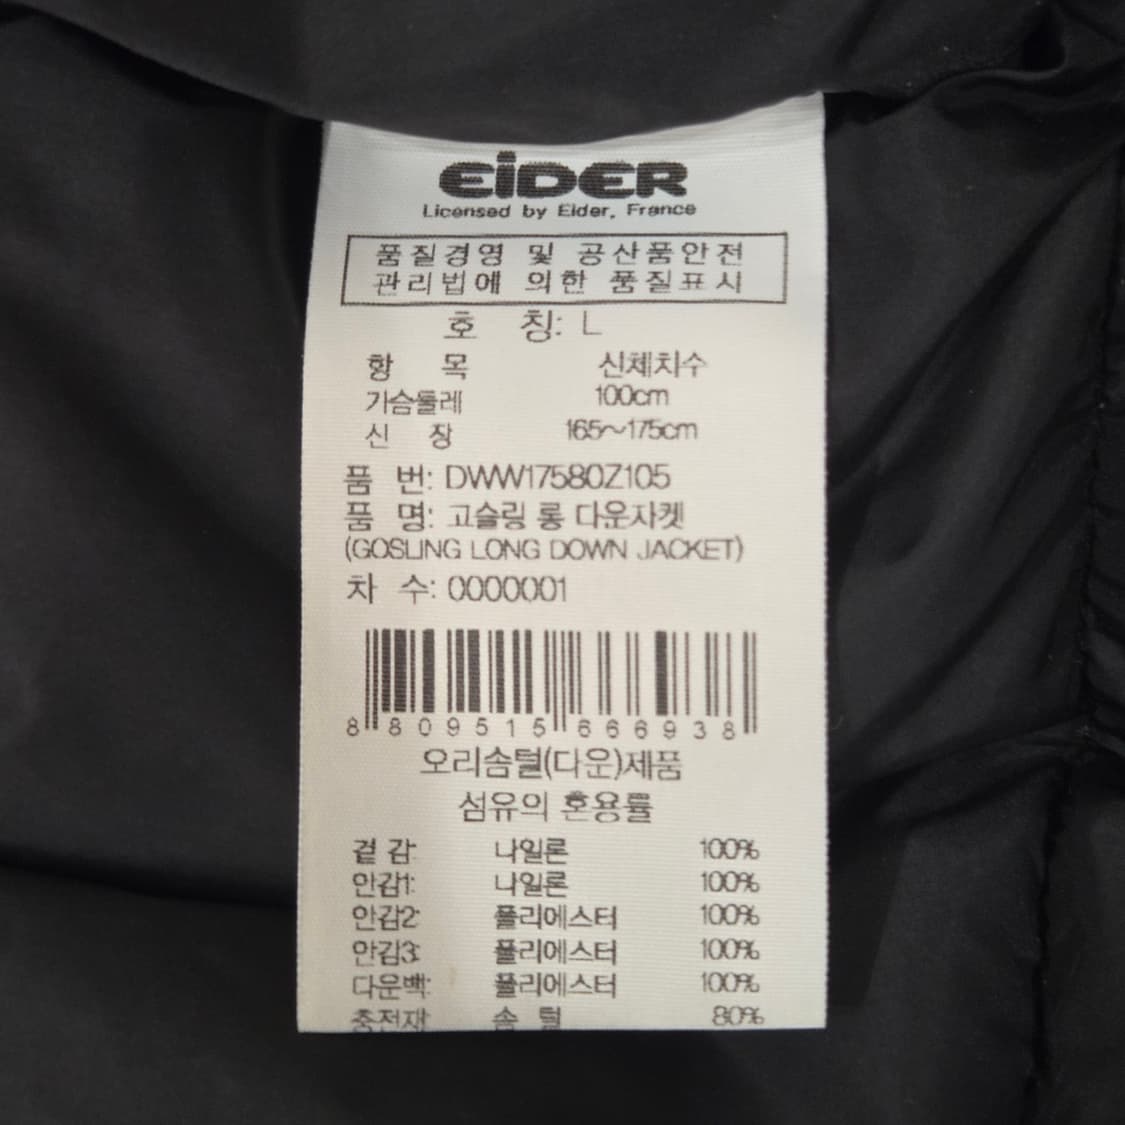 EiDER
Licensed by Eider, France
품질경영 및 공산품안전
관리법에 의한 품질표시
호 칭: L
항 목 신체치수
가슴둘레 100cm
신 장 165~175cm
품 번: DWW17580Z105
품 명: 고슬링 롱 다운자켓
(GOSLING LONG DOWN JACKET)
차 수: 0000001
8 809515 666938
오리솜털(다운)제품
섬유의 혼용률
겉 감: 나일론 100%
안감1: 나일론 100%
안감2: 폴리에스터 100%
안감3: 폴리에스터 100%
다운백: 폴리에스터 100%
충전재: 솜 털 80%